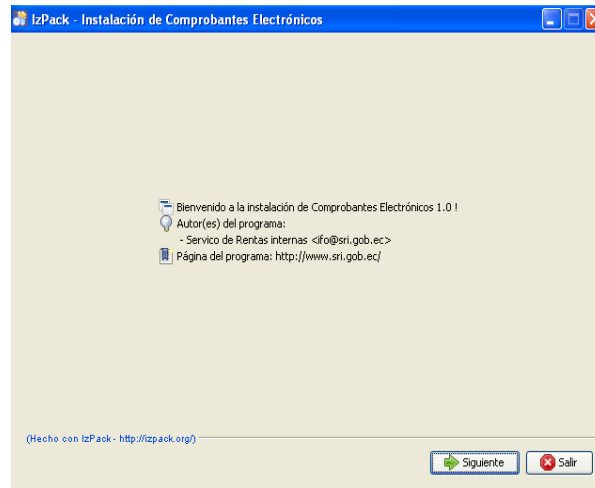 IzPack - Instalación de Comprobantes Electrónicos
Bienvenido a la instalación de Comprobantes Electrónicos 1.0 !
Autor(es) del programa:
- Servico de Rentas internas <ifo@sri.gob.ec>
Página del programa: http://www.sri.gob.ec/
(Hecho con IzPack - http://izpack.org/)
Siguiente
Salir